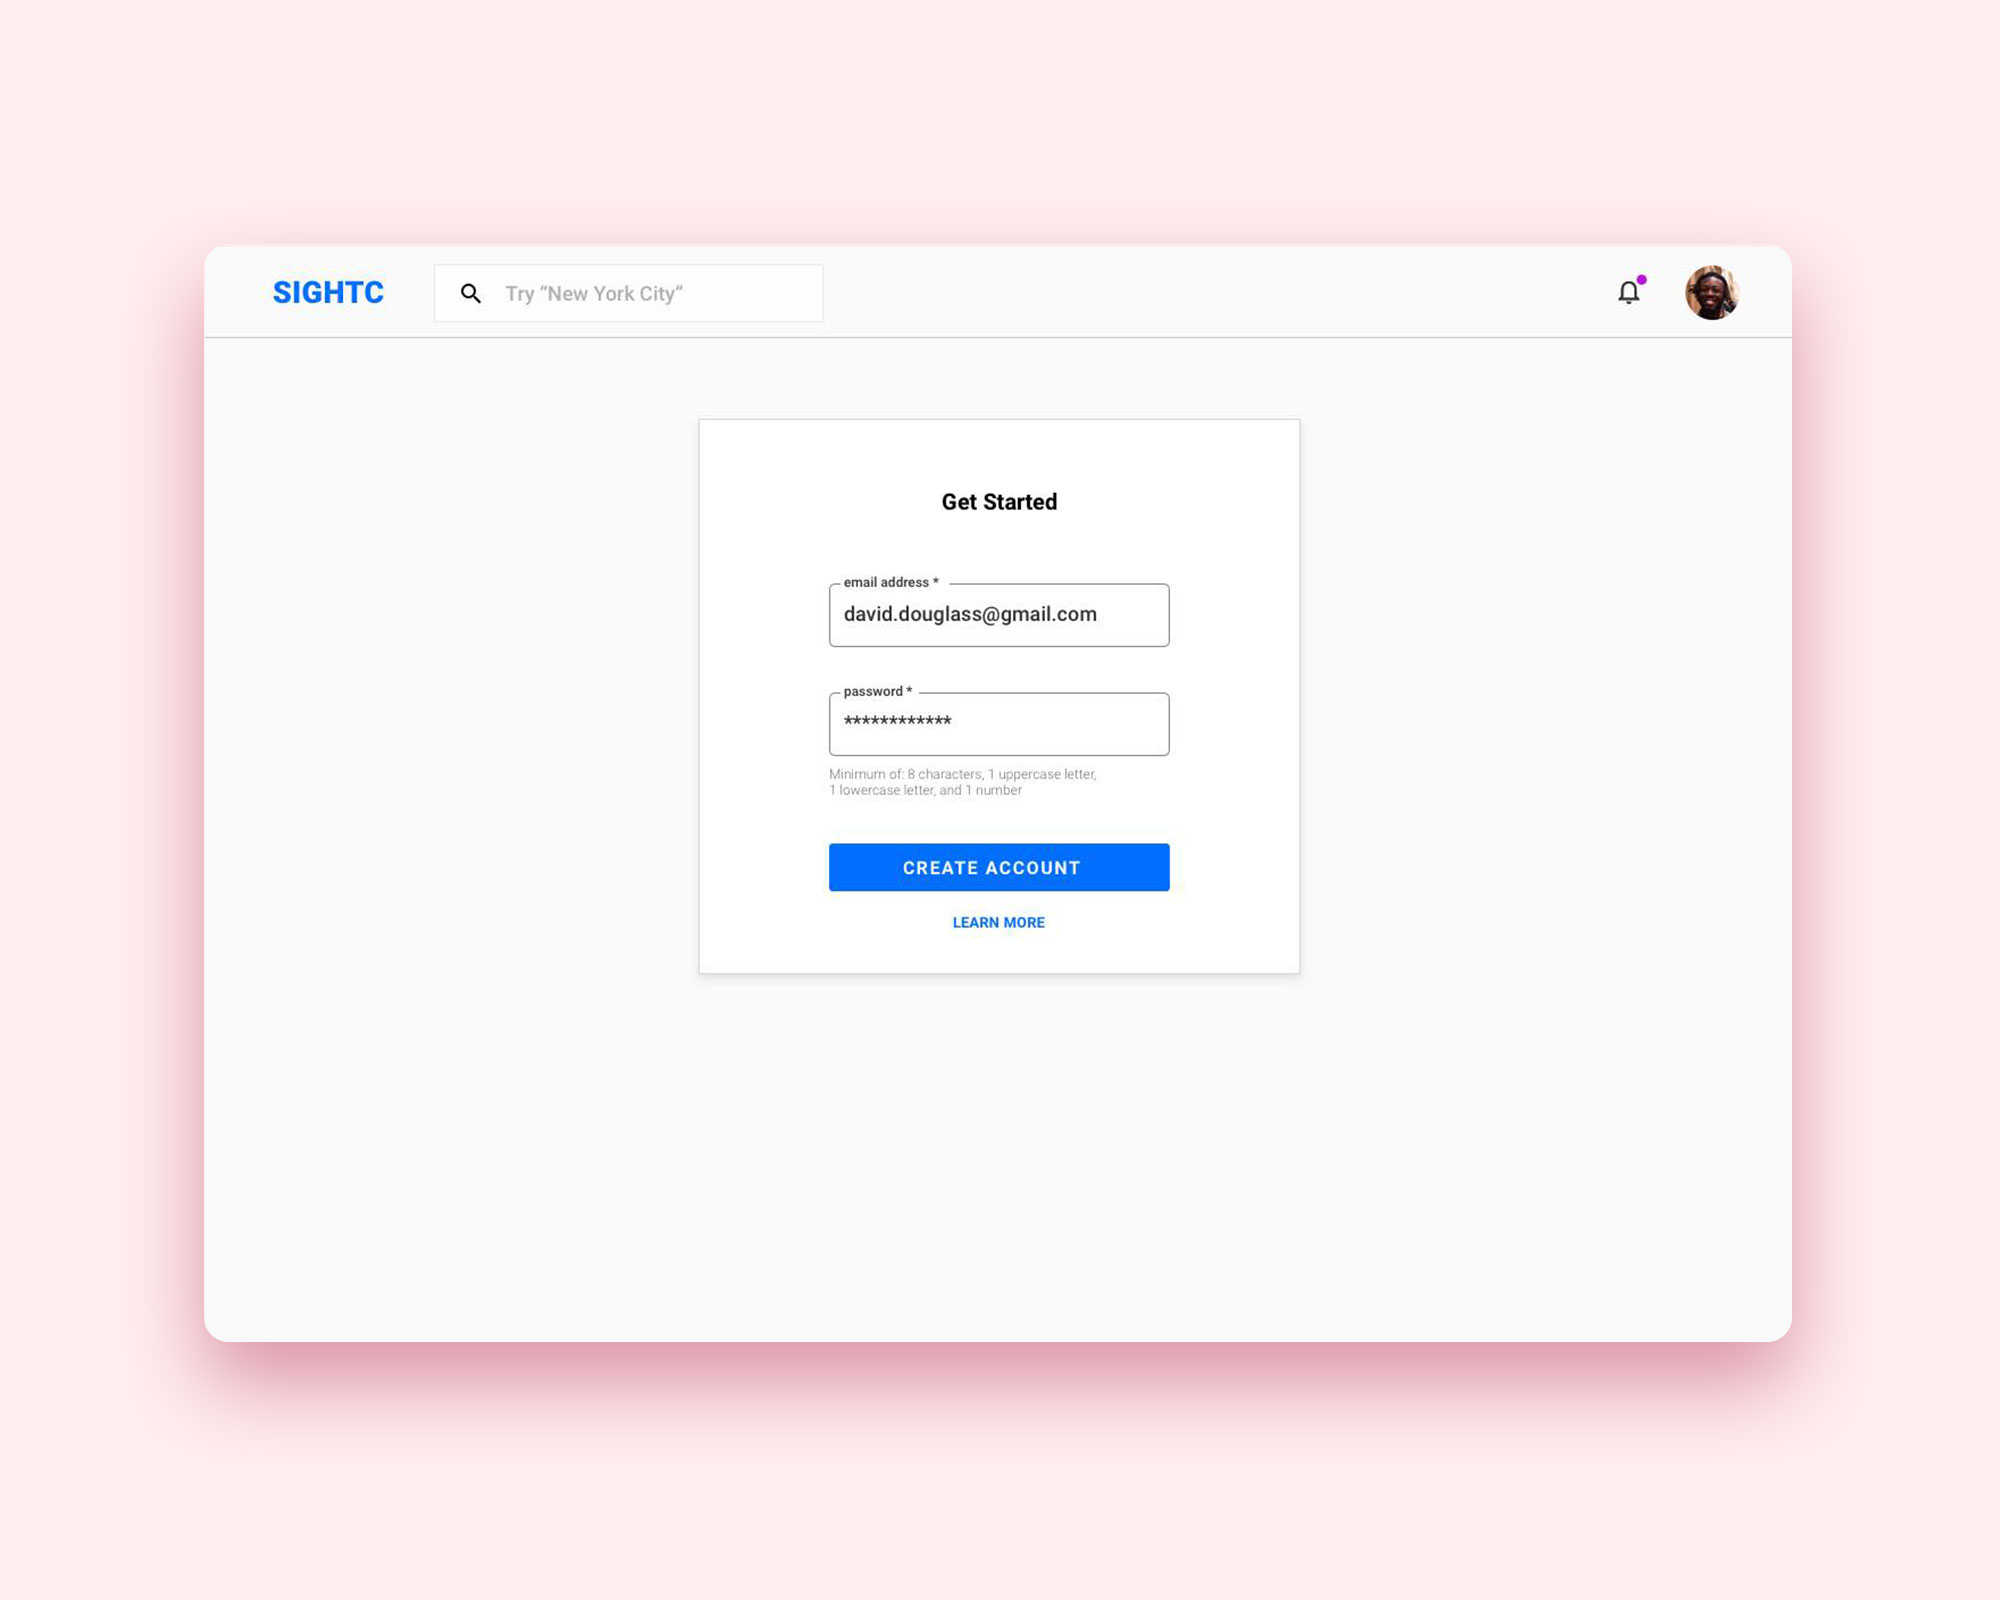 SIGHTC
Try “New York City”
Get Started
email address *
david.douglass@gmail.com
password *
************
Minimum of: 8 characters, 1 uppercase letter,
1 lowercase letter, and 1 number
CREATE ACCOUNT
LEARN MORE